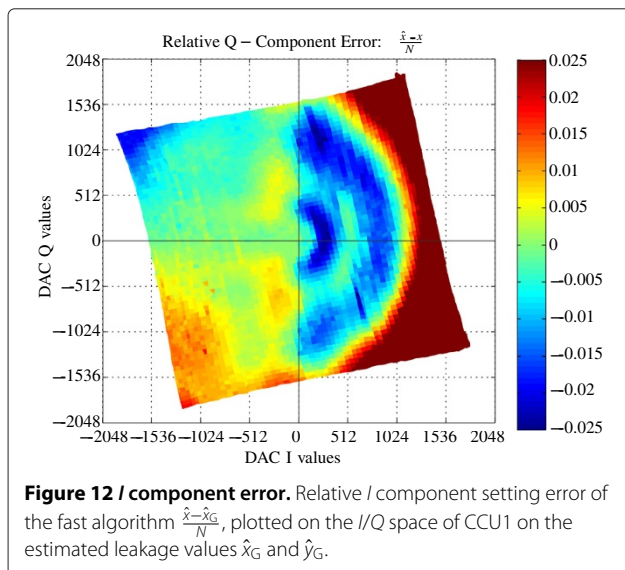 Relative Q − Component Error: x̂−x/N
2048
1536
1024
512
0
−512
−1024
−1536
−2048
DAC Q values
−2048 −1536 −1024 −512 0 512 1024 1536 2048
DAC I values
0.025
0.02
0.015
0.01
0.005
0
−0.005
−0.01
−0.015
−0.02
−0.025
Figure 12 I component error. Relative I component setting error of
the fast algorithm x̂−x̂G/N, plotted on the I/Q space of CCU1 on the
estimated leakage values x̂G and ŷG.